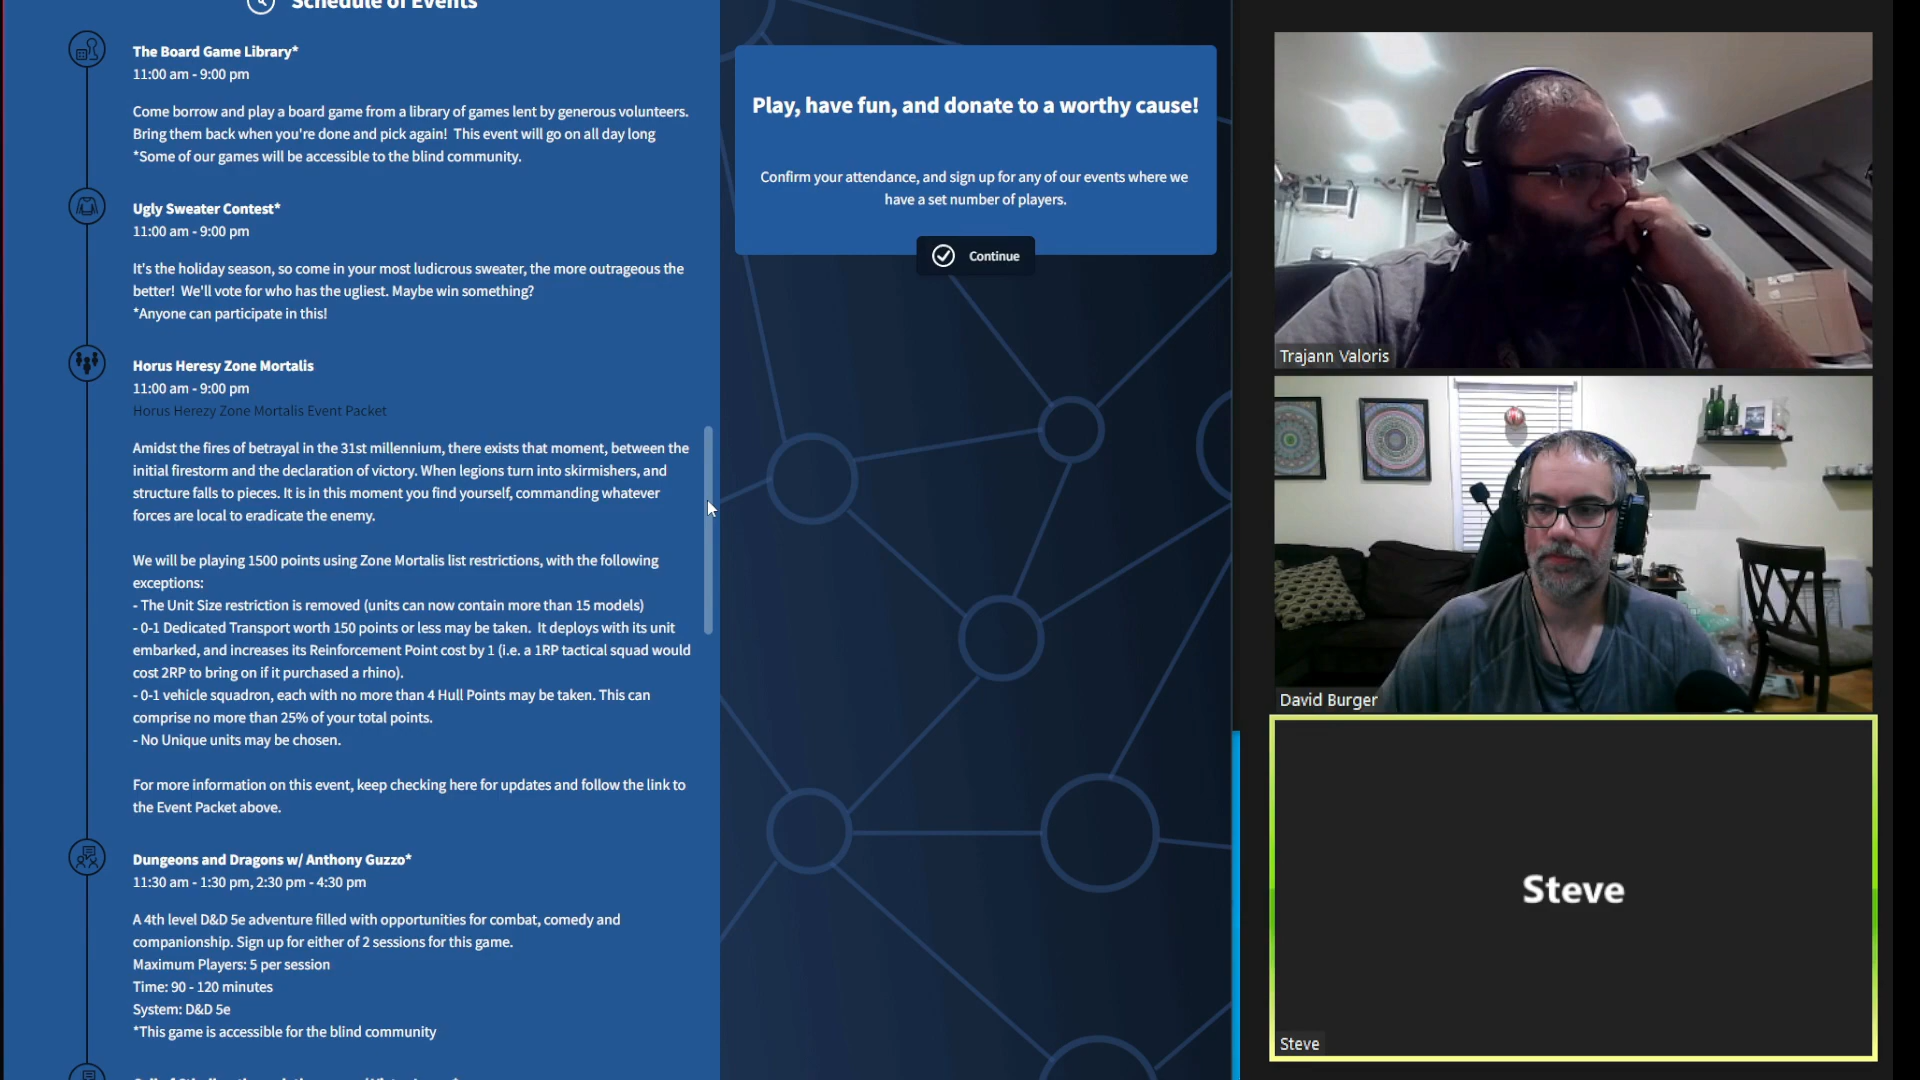 Schedule of Events
The Board Game Library*
11:00 am - 9:00 pm
Come borrow and play a board game from a library of games lent by generous volunteers.
Bring them back when you're done and pick again!  This event will go on all day long
*Some of our games will be accessible to the blind community.
Ugly Sweater Contest*
11:00 am - 9:00 pm
It's the holiday season, so come in your most ludicrous sweater, the more outrageous the
better!  We'll vote for who has the ugliest. Maybe win something?
*Anyone can participate in this!
Horus Heresy Zone Mortalis
11:00 am - 9:00 pm
Horus Herezy Zone Mortalis Event Packet
Amidst the fires of betrayal in the 31st millennium, there exists that moment, between the
initial firestorm and the declaration of victory. When legions turn into skirmishers, and
structure falls to pieces. It is in this moment you find yourself, commanding whatever
forces are local to eradicate the enemy.
We will be playing 1500 points using Zone Mortalis list restrictions, with the following
exceptions:
- The Unit Size restriction is removed (units can now contain more than 15 models)
- 0-1 Dedicated Transport worth 150 points or less may be taken.  It deploys with its unit
embarked, and increases its Reinforcement Point cost by 1 (i.e. a 1RP tactical squad would
cost 2RP to bring on if it purchased a rhino).
- 0-1 vehicle squadron, each with no more than 4 Hull Points may be taken. This can
comprise no more than 25% of your total points.
- No Unique units may be chosen.
For more information on this event, keep checking here for updates and follow the link to
the Event Packet above.
Dungeons and Dragons w/ Anthony Guzzo*
11:30 am - 1:30 pm, 2:30 pm - 4:30 pm
A 4th level D&D 5e adventure filled with opportunities for combat, comedy and
companionship. Sign up for either of 2 sessions for this game.
Maximum Players: 5 per session
Time: 90 - 120 minutes
System: D&D 5e
*This game is accessible for the blind community
Play, have fun, and donate to a worthy cause!
Confirm your attendance, and sign up for any of our events where we
have a set number of players.
Continue
Trajann Valoris
David Burger
Steve
Steve